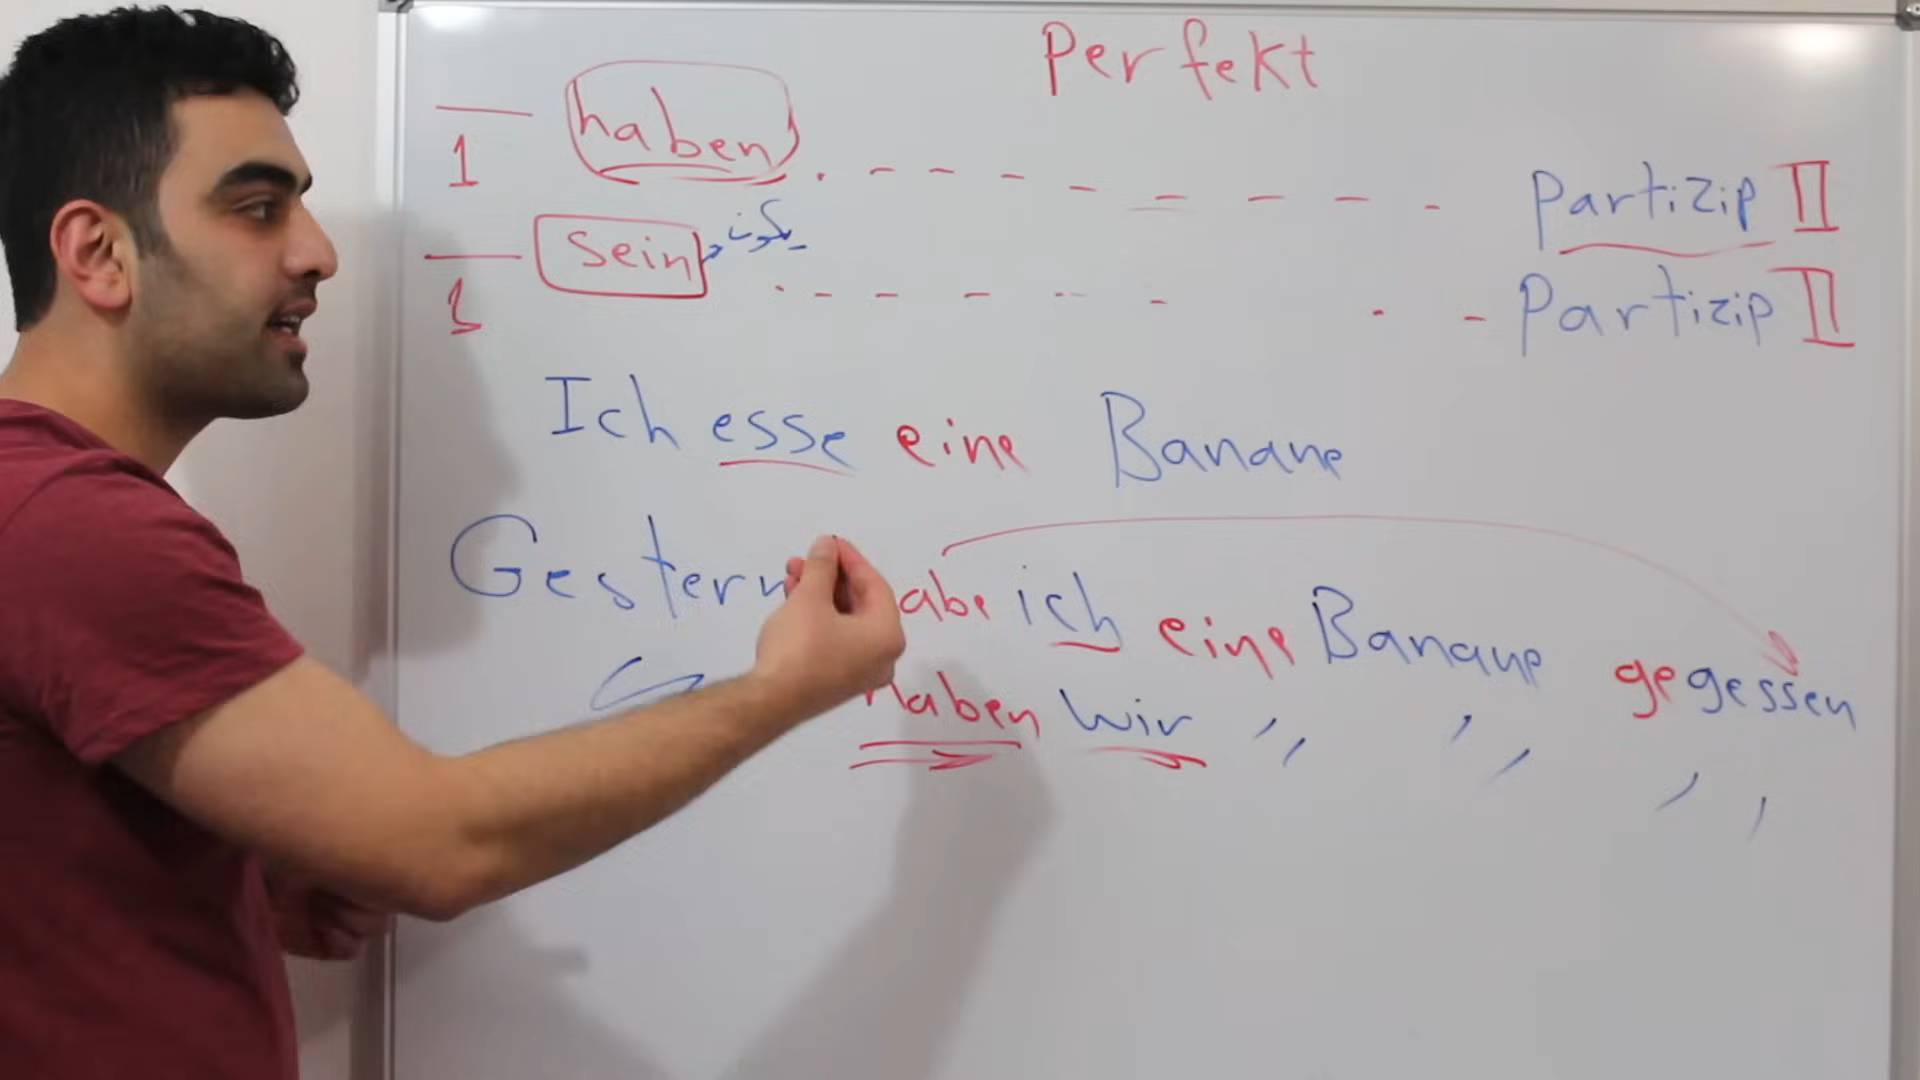 Perfekt
1 haben . - - - - - - - - Partizip II
1 sein يكون . - - - - - . - Partizip II
Ich esse eine Banane
Gestern habe ich eine Banane gegessen
haben wir " " "